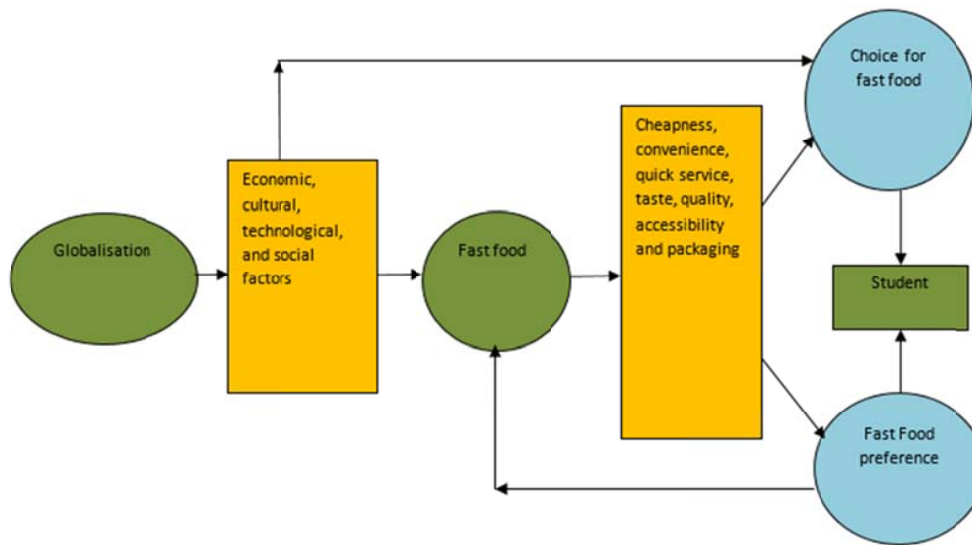 Globalisation
Economic,
cultural,
technological,
and social
factors
Fast food
Cheapness,
convenience,
quick service,
taste, quality,
accessibility
and packaging
Choice for
fast food
Student
Fast Food
preference